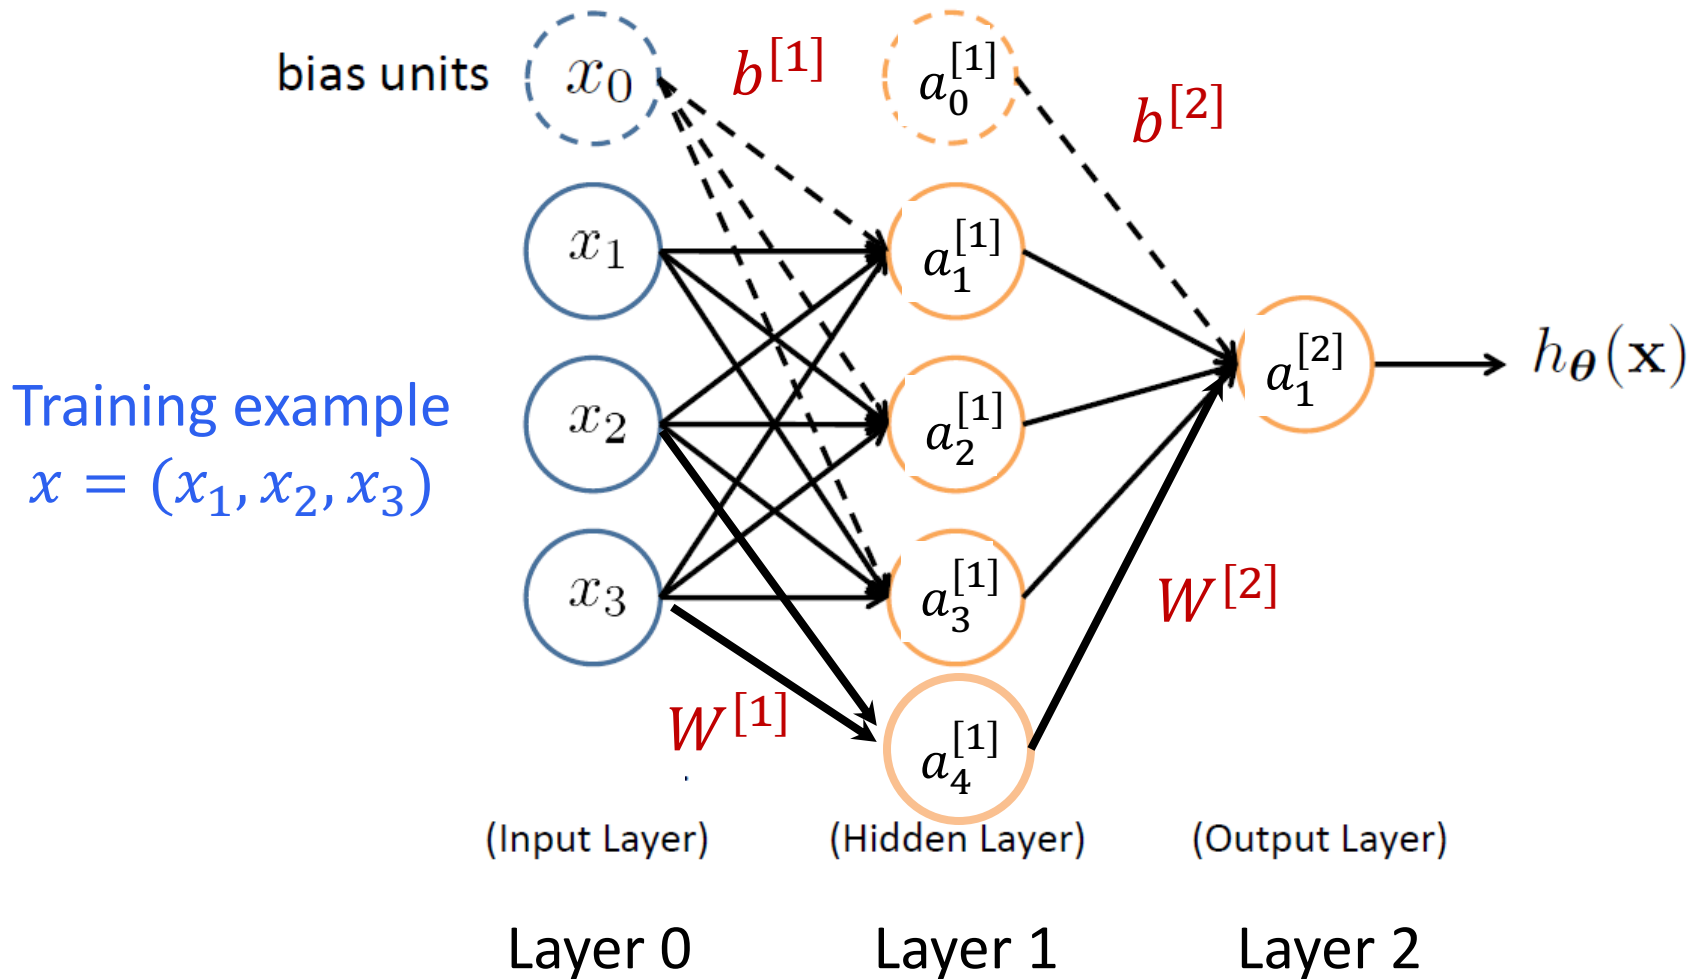 bias units
x₀
b^[1]
a₀^[1]
b^[2]
x₁
a₁^[1]
x₂
a₂^[1]
a₁^[2]
h_θ(𝐱)
Training example
x = (x₁, x₂, x₃)
x₃
a₃^[1]
W^[2]
W^[1]
a₄^[1]
(Input Layer)
(Hidden Layer)
(Output Layer)
Layer 0
Layer 1
Layer 2